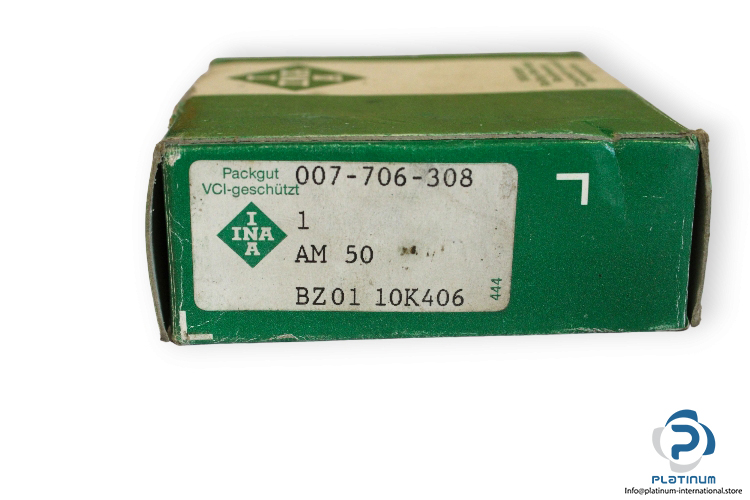 Packgut
VCI-geschützt
007-706-308
INA
1
AM 50
BZ01 10K406
444
PLATINUM
Info@platinum-international.store